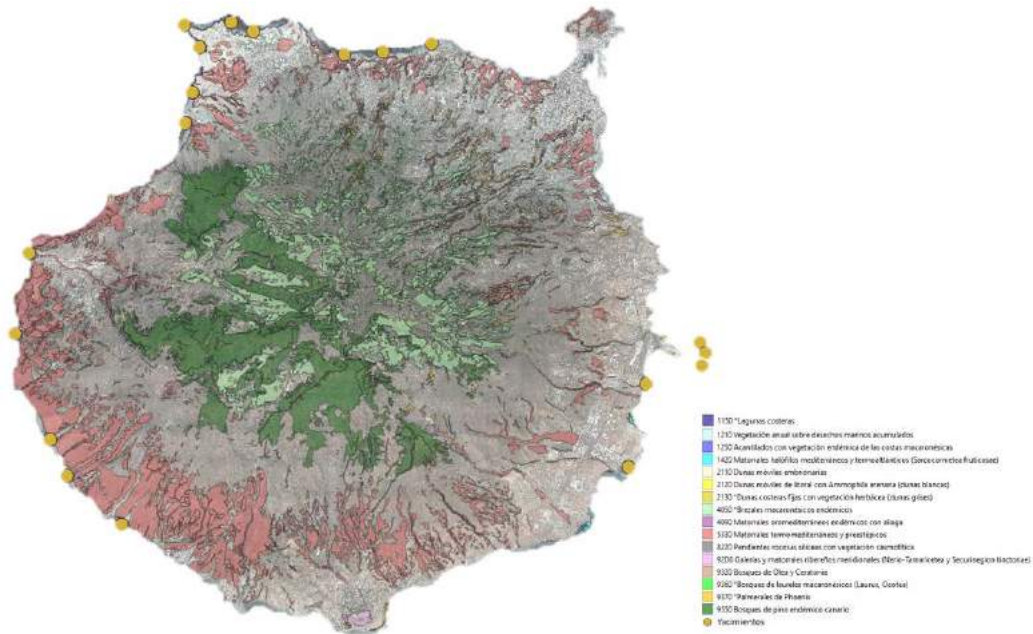 1150 *Lagunas costeras
1210 Vegetación anual sobre desechos marinos acumulados
1250 Acantilados con vegetación endémica de las costas macaronésicas
1420 Matorrales halófilos mediterráneos y termoatlánticos (Sarcocornetea fruticosae)
2110 Dunas móviles embrionarias
2120 Dunas móviles de litoral con Ammophila arenaria (dunas blancas)
2130 *Dunas costeras fijas con vegetación herbácea (dunas grises)
4050 *Brezales macaronésicos endémicos
4090 Matorrales oromediterráneos endémicos con aliaga
5330 Matorrales termomediterráneos y preestépicos
8220 Pendientes rocosas silíceas con vegetación casmofítica
92D0 Galerías y matorrales ribereños meridionales (Nerio-Tamaricetea y Securinegion tinctoriae)
9320 Bosques de Olea y Ceratonia
9360 *Bosques de laureles macaronésicos (Laurus, Ocotea)
9370 *Palmerales de Phoenix
9550 Bosques de pino endémico canario
Yacimientos